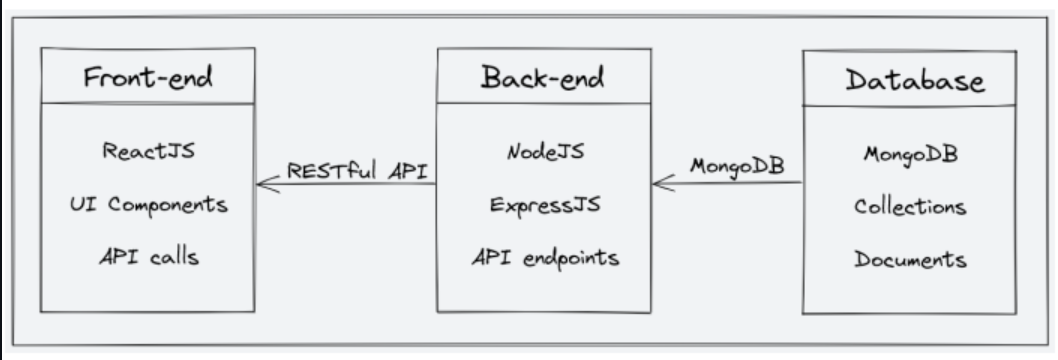 Front-end
ReactJS
UI Components
API calls
RESTful API
Back-end
NodeJS
ExpressJS
API endpoints
MongoDB
Database
MongoDB
Collections
Documents